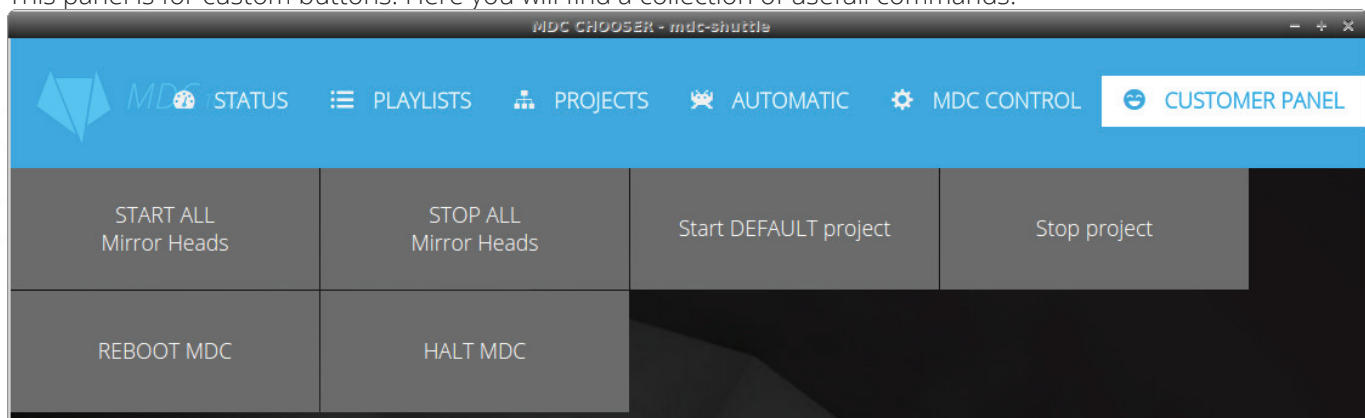 This panel is for custom buttons. Here you will find a collection of usefull commands.
MDC CHOOSER - mdc-shuttle
MDC STATUS PLAYLISTS PROJECTS AUTOMATIC MDC CONTROL CUSTOMER PANEL
START ALL
Mirror Heads
STOP ALL
Mirror Heads
Start DEFAULT project
Stop project
REBOOT MDC
HALT MDC